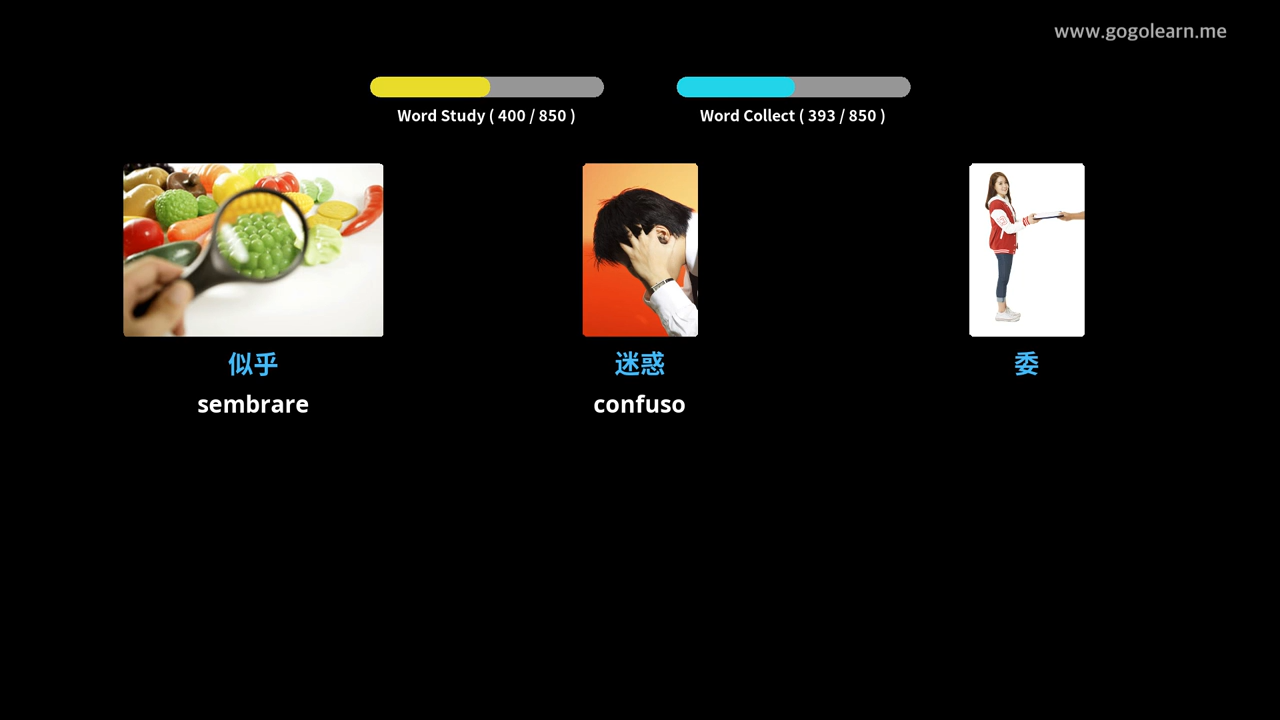 www.gogolearn.me
Word Study ( 400 / 850 )
Word Collect ( 393 / 850 )
似乎
迷惑
委
sembrare
confuso